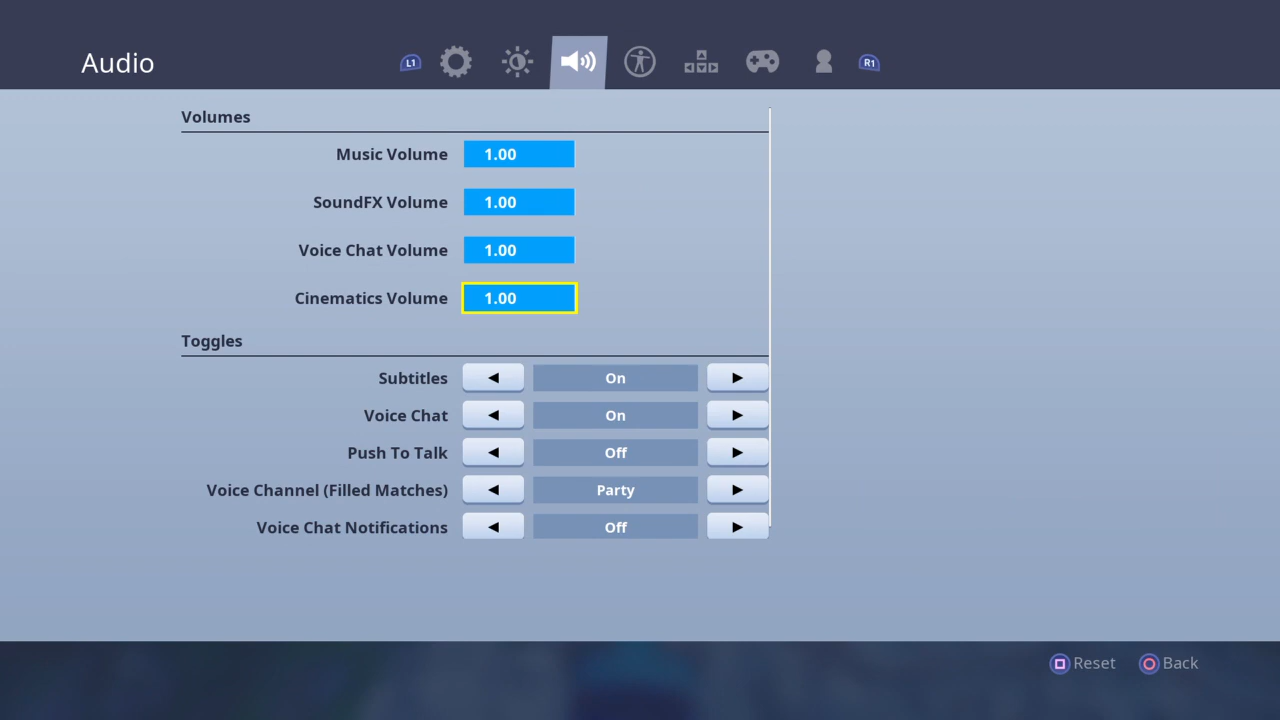 Audio
L1
R1
Volumes
Music Volume 1.00
SoundFX Volume 1.00
Voice Chat Volume 1.00
Cinematics Volume 1.00
Toggles
Subtitles On
Voice Chat On
Push To Talk Off
Voice Channel (Filled Matches) Party
Voice Chat Notifications Off
Reset Back